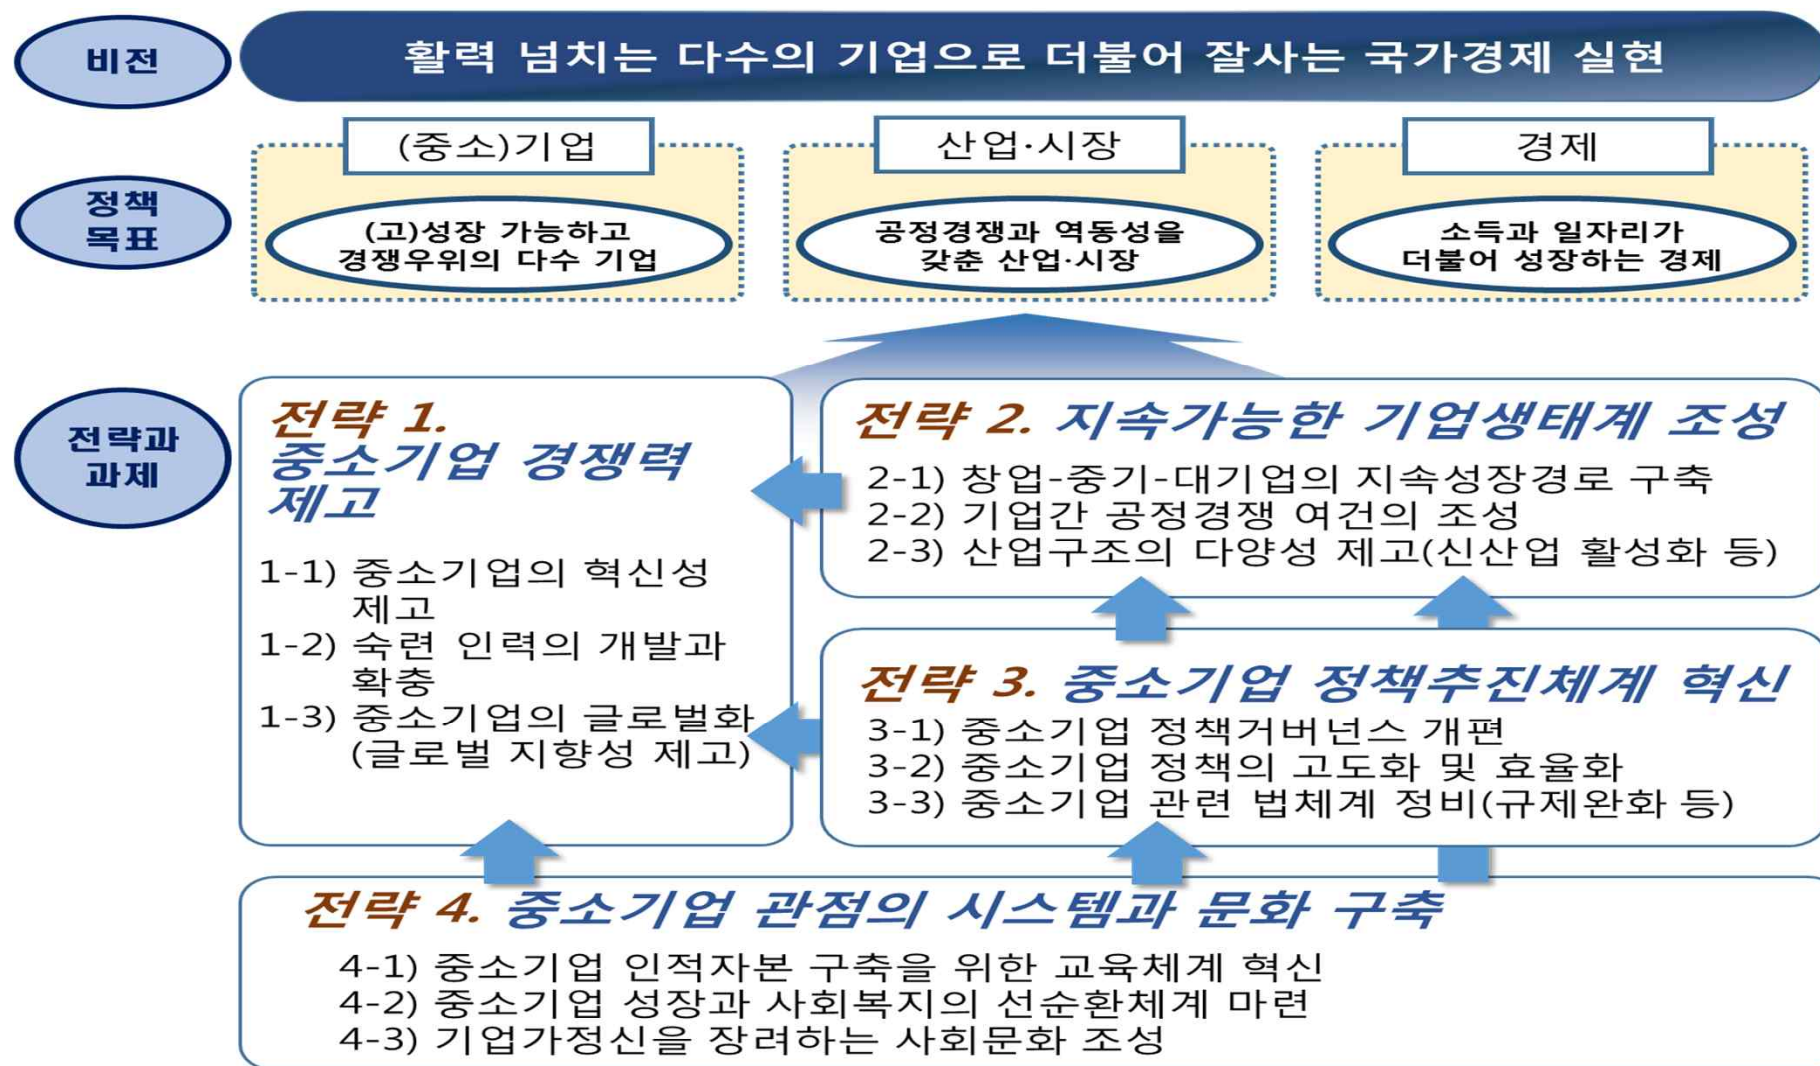 비전
활력 넘치는 다수의 기업으로 더불어 잘사는 국가경제 실현
정책
목표
(중소)기업
(고)성장 가능하고
경쟁우위의 다수 기업
산업·시장
공정경쟁과 역동성을
갖춘 산업·시장
경제
소득과 일자리가
더불어 성장하는 경제
전략과
과제
전략 1.
중소기업 경쟁력
제고
1-1) 중소기업의 혁신성
제고
1-2) 숙련 인력의 개발과
확충
1-3) 중소기업의 글로벌화
(글로벌 지향성 제고)
전략 2. 지속가능한 기업생태계 조성
2-1) 창업-중기-대기업의 지속성장경로 구축
2-2) 기업간 공정경쟁 여건의 조성
2-3) 산업구조의 다양성 제고(신산업 활성화 등)
전략 3. 중소기업 정책추진체계 혁신
3-1) 중소기업 정책거버넌스 개편
3-2) 중소기업 정책의 고도화 및 효율화
3-3) 중소기업 관련 법체계 정비(규제완화 등)
전략 4. 중소기업 관점의 시스템과 문화 구축
4-1) 중소기업 인적자본 구축을 위한 교육체계 혁신
4-2) 중소기업 성장과 사회복지의 선순환체계 마련
4-3) 기업가정신을 장려하는 사회문화 조성